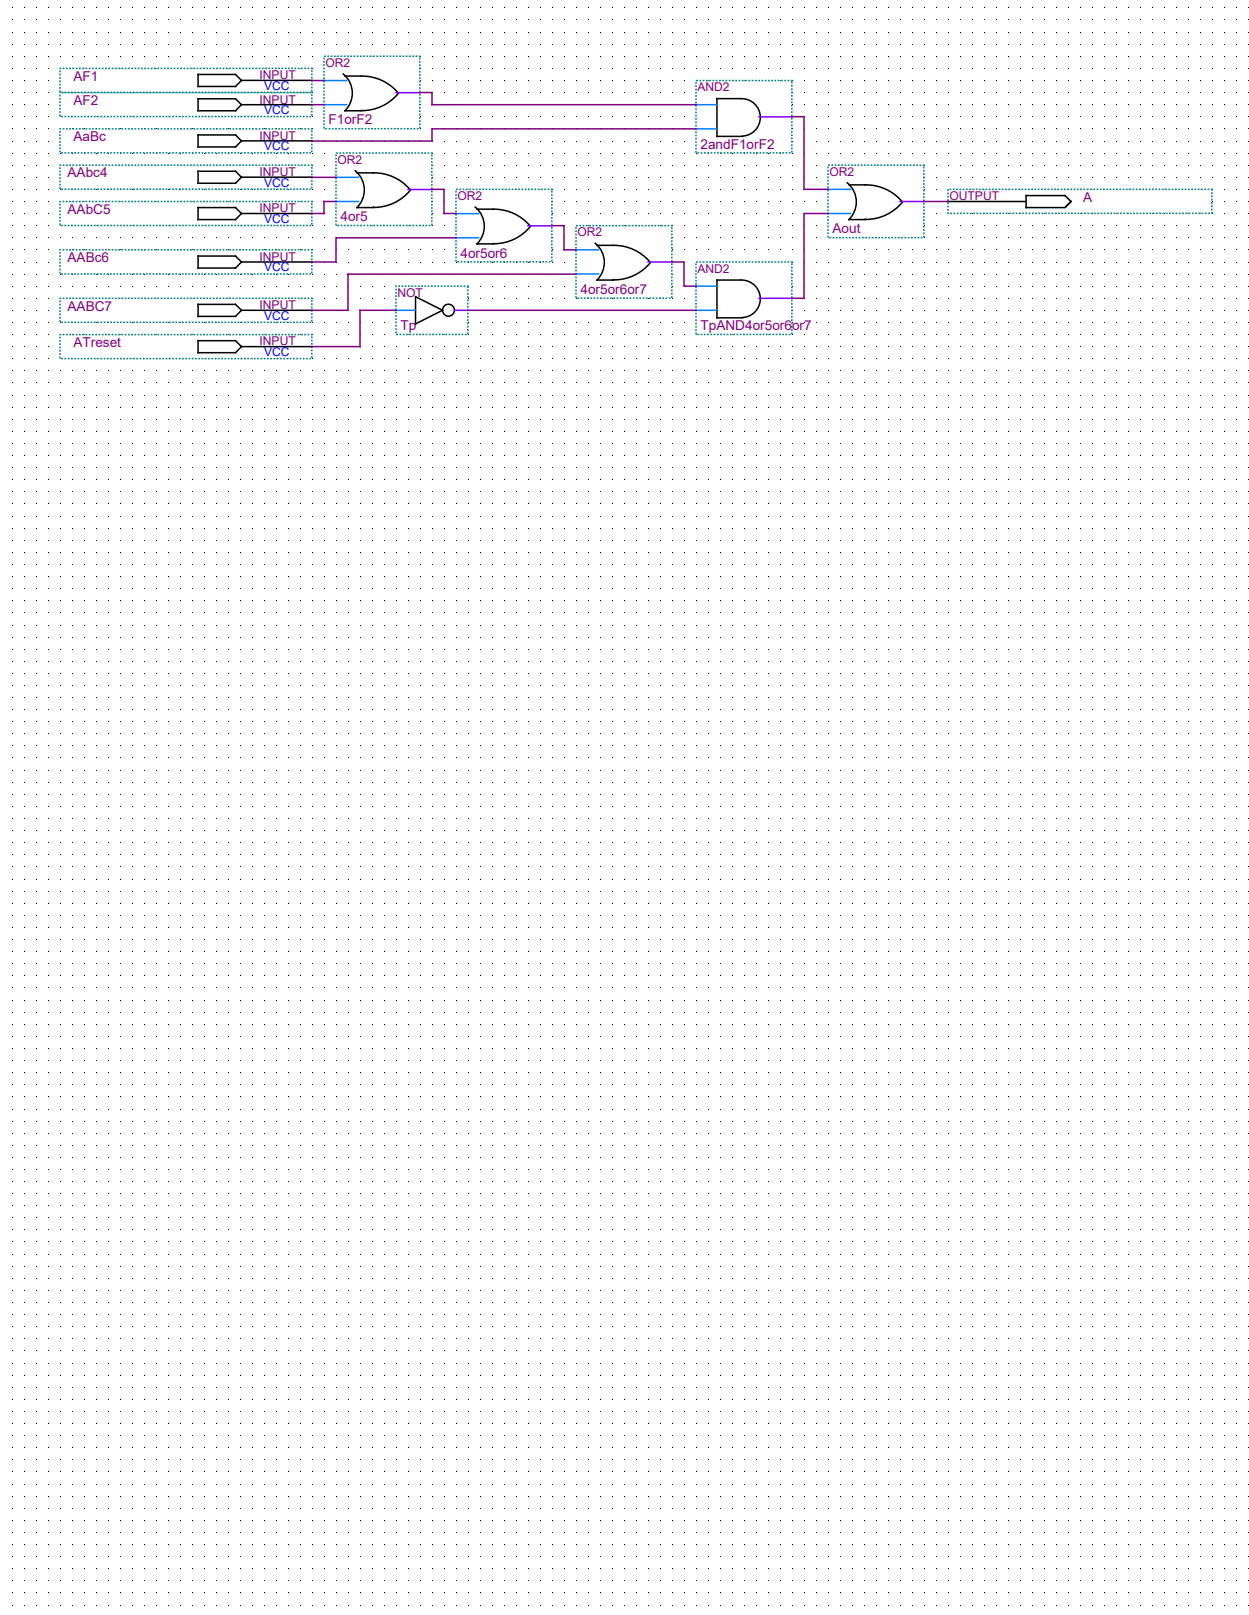 OR2
AF1
INPUT
VCC
AF2
INPUT
VCC
F1orF2
AND2
2andF1orF2
AaBc
INPUT
VCC
OR2
AAbc4
INPUT
VCC
AAbC5
INPUT
VCC
4or5
OR2
4or5or6
OR2
Aout
OUTPUT
A
AABc6
INPUT
VCC
OR2
4or5or6or7
AND2
TpAND4or5or6or7
AABC7
INPUT
VCC
NOT
Tp
ATreset
INPUT
VCC